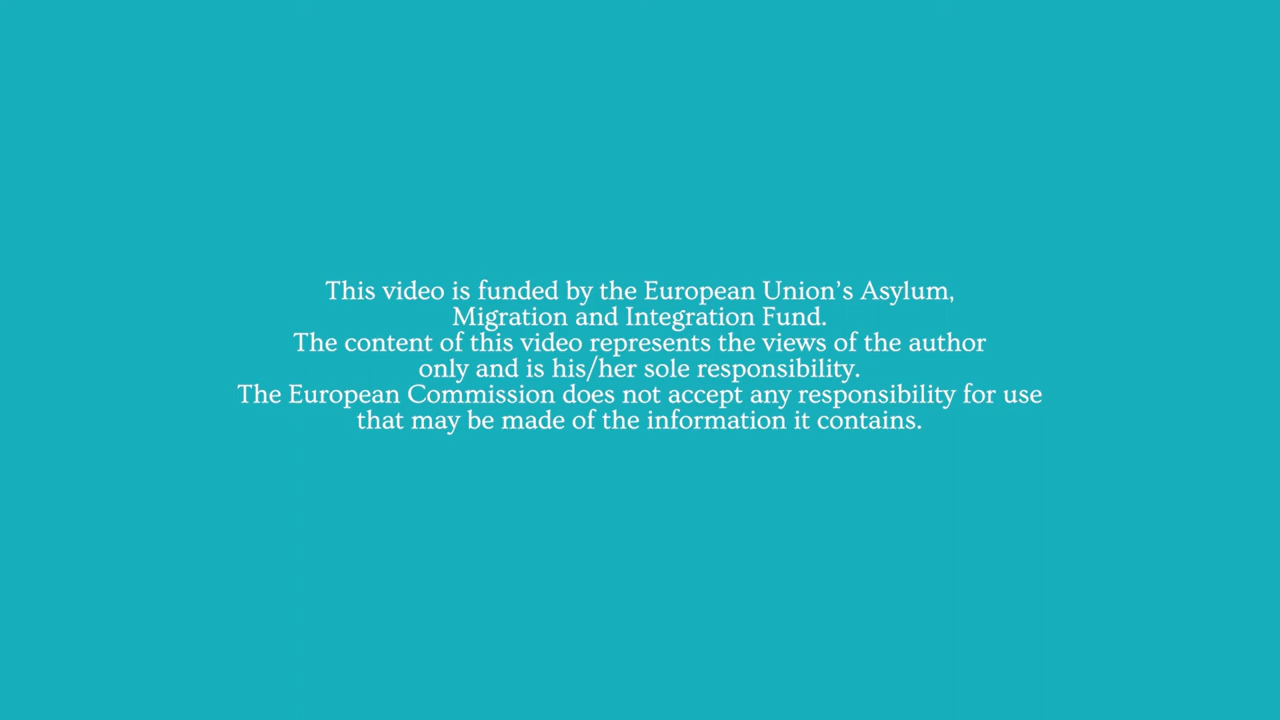 This video is funded by the European Union’s Asylum,
Migration and Integration Fund.
The content of this video represents the views of the author
only and is his/her sole responsibility.
The European Commission does not accept any responsibility for use
that may be made of the information it contains.